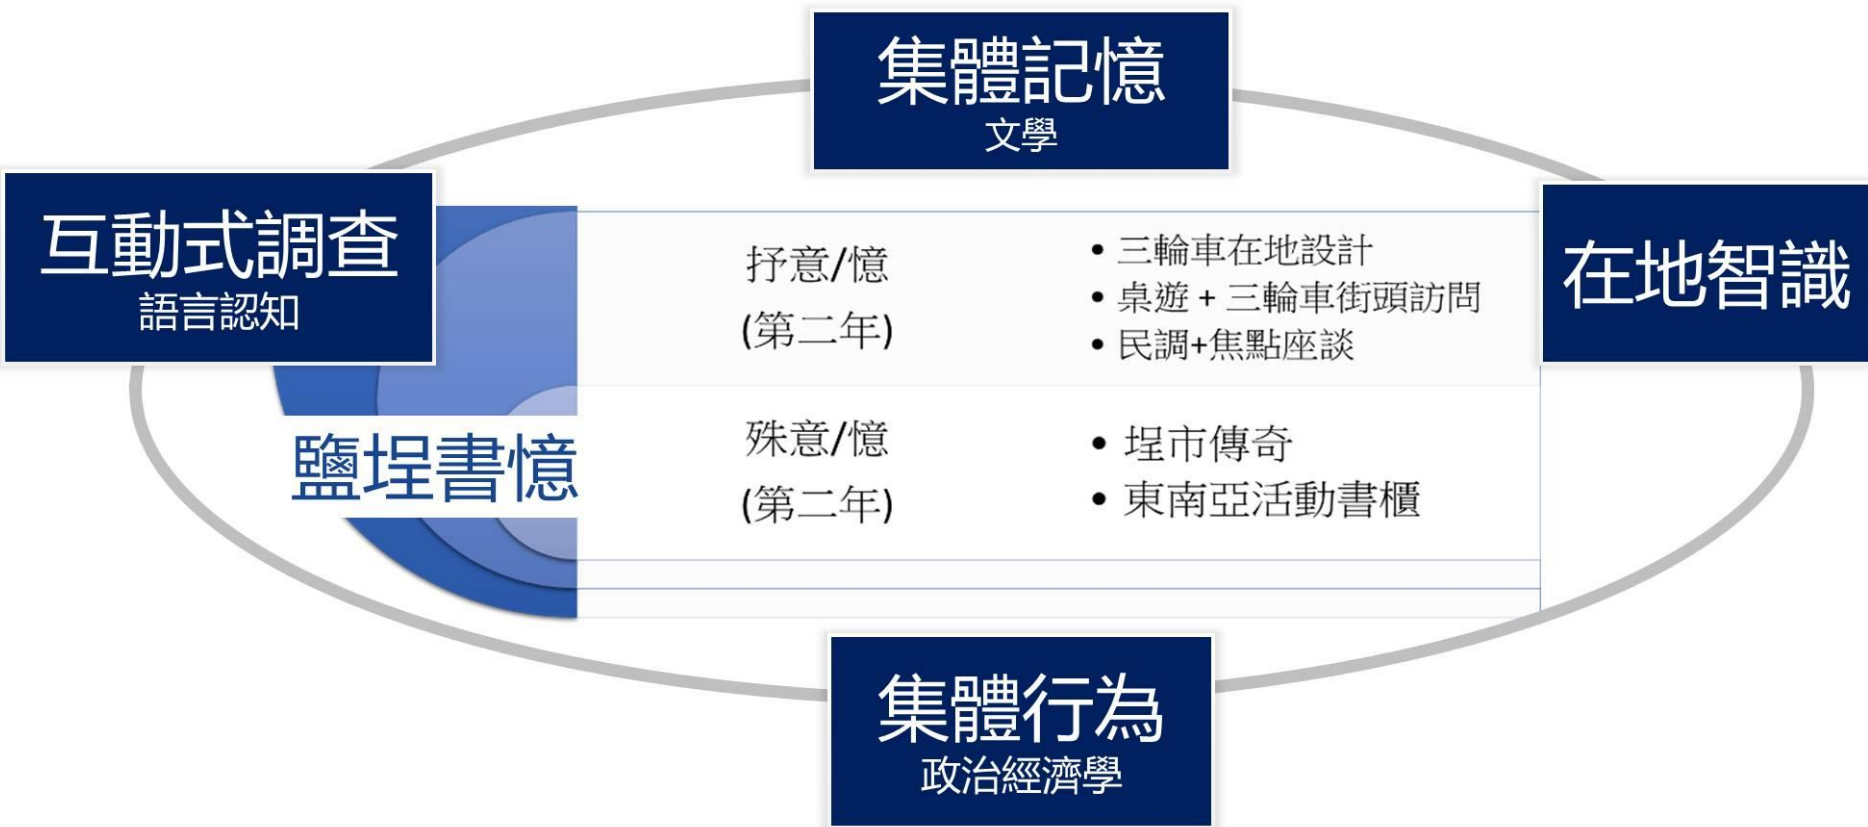 集體記憶
文學
互動式調查
語言認知
在地智識
抒意/憶
(第二年)
• 三輪車在地設計
• 桌遊 + 三輪車街頭訪問
• 民調+焦點座談
鹽埕書憶
殊意/憶
(第二年)
• 埕市傳奇
• 東南亞活動書櫃
集體行為
政治經濟學